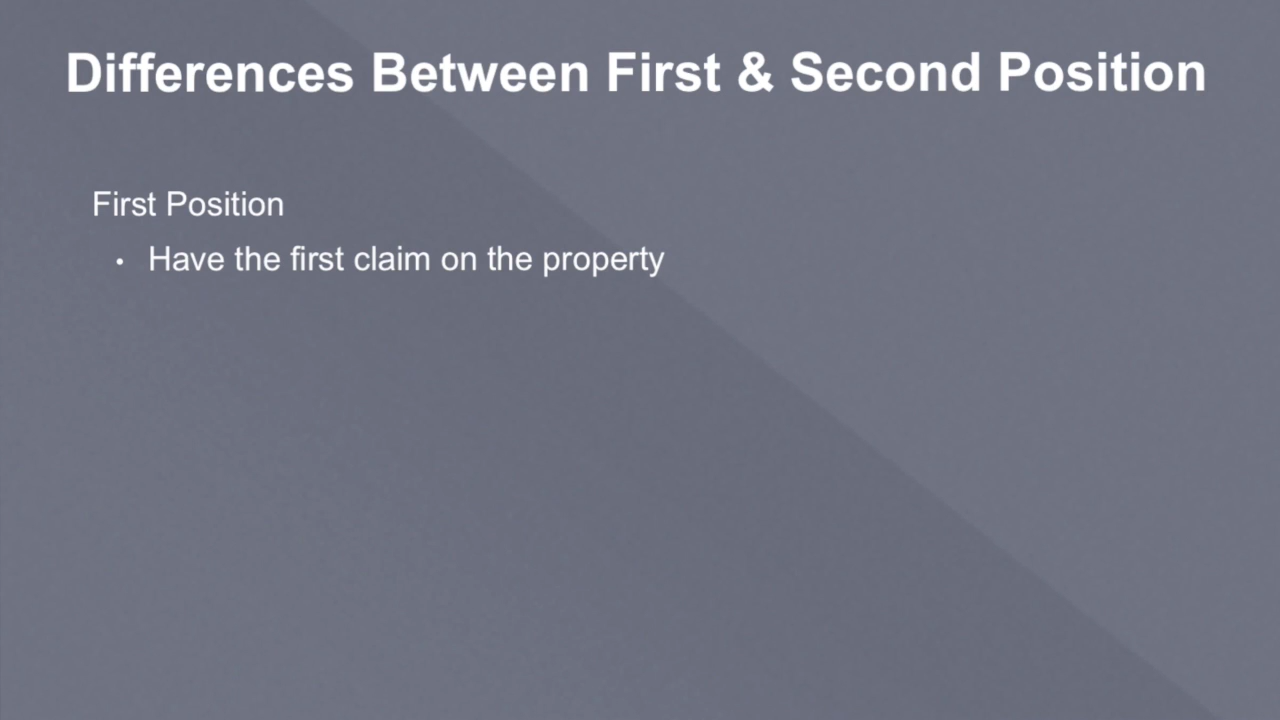 Differences Between First & Second Position
First Position
• Have the first claim on the property